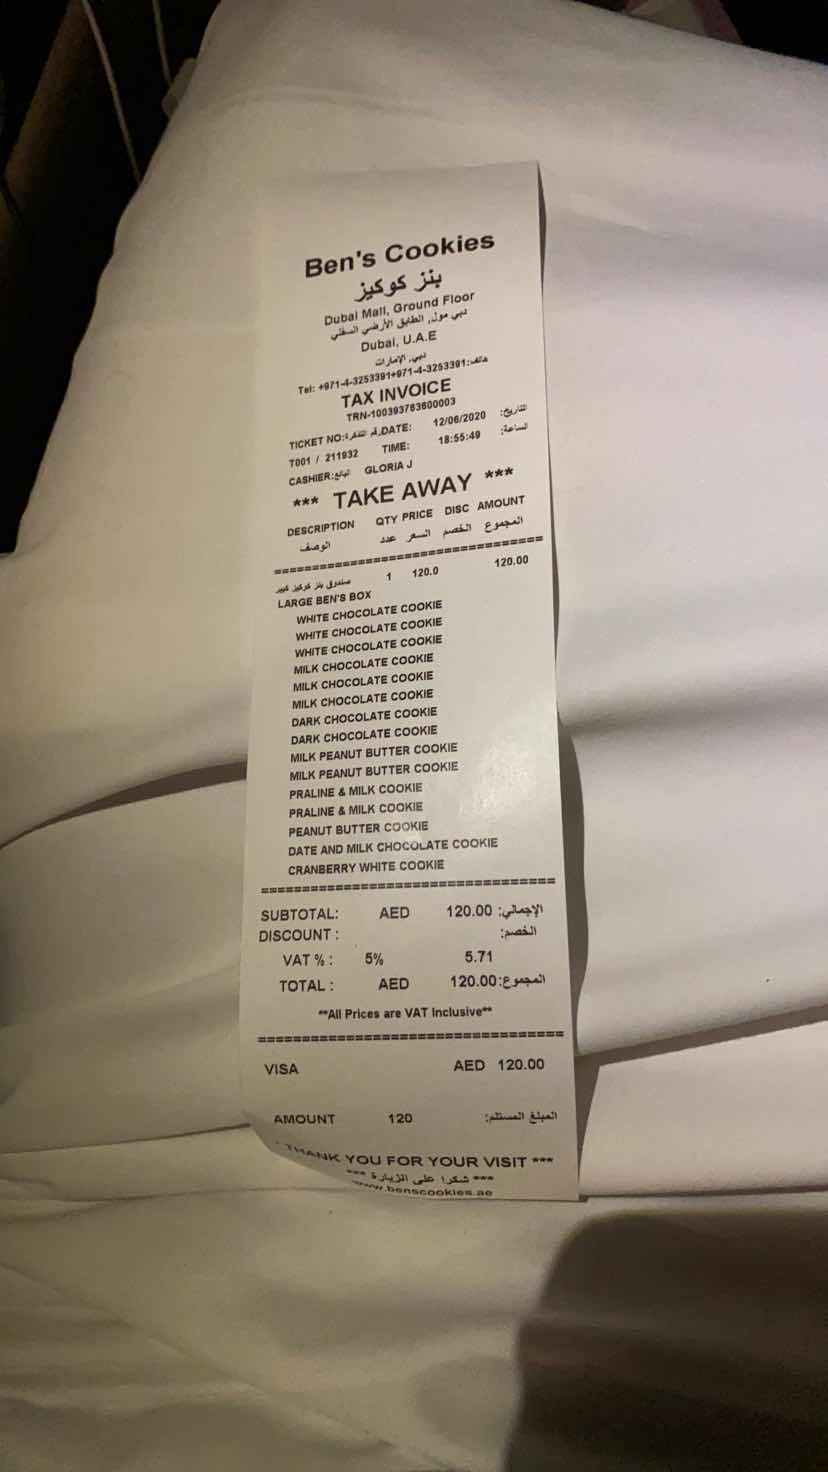 Ben's Cookies
بنز كوكيز
Dubai Mall, Ground Floor
دبي مول, الطابق الأرضي السفلي
Dubai, U.A.E
دبي, الإمارات
Tel: +971-4-3253391+971-4-3253391:هاتف
TAX INVOICE
TRN-100393763600003
TICKET NO:رقم التذكرة DATE: 12/06/2020 التاريخ:
T001 / 211932 TIME: 18:55:49 الساعة:
CASHIER:البائع GLORIA J
*** TAKE AWAY ***
DESCRIPTION QTY PRICE DISC AMOUNT
الوصف عدد السعر الخصم المجموع
==================================
صندوق بنز كوكيز كبير 1 120.0 120.00
LARGE BEN'S BOX
WHITE CHOCOLATE COOKIE
WHITE CHOCOLATE COOKIE
WHITE CHOCOLATE COOKIE
MILK CHOCOLATE COOKIE
MILK CHOCOLATE COOKIE
MILK CHOCOLATE COOKIE
DARK CHOCOLATE COOKIE
DARK CHOCOLATE COOKIE
MILK PEANUT BUTTER COOKIE
MILK PEANUT BUTTER COOKIE
PRALINE & MILK COOKIE
PRALINE & MILK COOKIE
PEANUT BUTTER COOKIE
DATE AND MILK CHOCOLATE COOKIE
CRANBERRY WHITE COOKIE
==================================
SUBTOTAL: AED 120.00 الإجمالي:
DISCOUNT : الخصم:
VAT % : 5% 5.71
TOTAL : AED 120.00 المجموع:
**All Prices are VAT Inclusive**
==================================
VISA AED 120.00
AMOUNT 120 المبلغ المستلم:
* THANK YOU FOR YOUR VISIT ***
*** شكرا على الزيارة ***
www.benscookies.ae